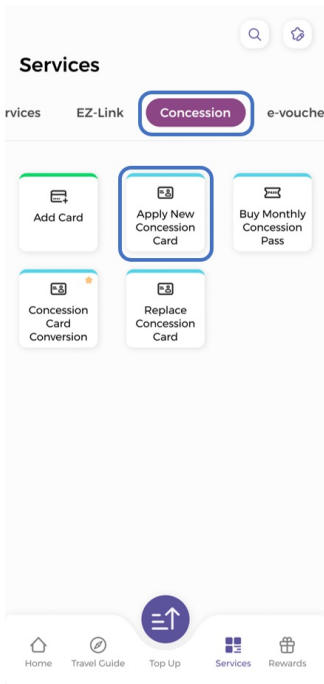 Services
rvices
EZ-Link
Concession
e-vouche
Add Card
Apply New
Concession
Card
Buy Monthly
Concession
Pass
Concession
Card
Conversion
Replace
Concession
Card
Home
Travel Guide
Top Up
Services
Rewards